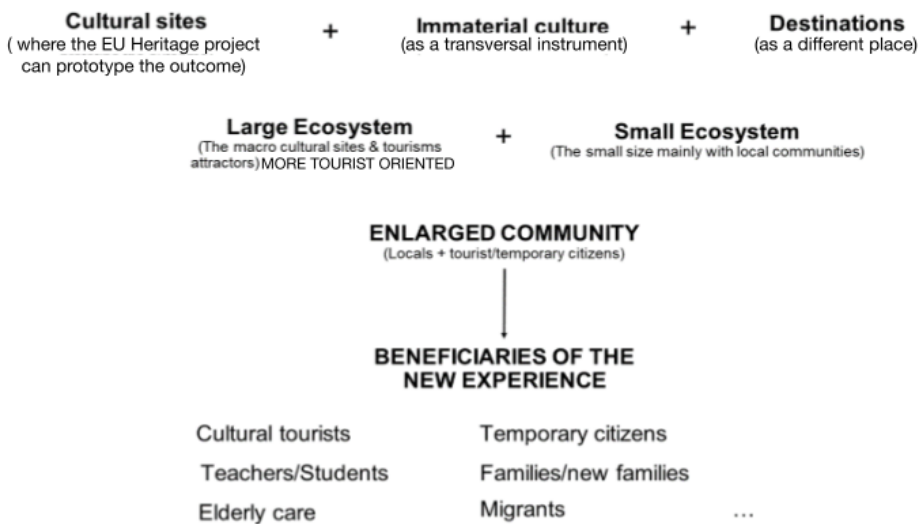 Cultural sites + Immaterial culture + Destinations
( where the EU Heritage project (as a transversal instrument) (as a different place)
can prototype the outcome)
Large Ecosystem + Small Ecosystem
(The macro cultural sites & tourisms (The small size mainly with local communities)
attractors) MORE TOURIST ORIENTED
ENLARGED COMMUNITY
(Locals + tourist/temporary citizens)
BENEFICIARIES OF THE
NEW EXPERIENCE
Cultural tourists Temporary citizens
Teachers/Students Families/new families
Elderly care Migrants ...